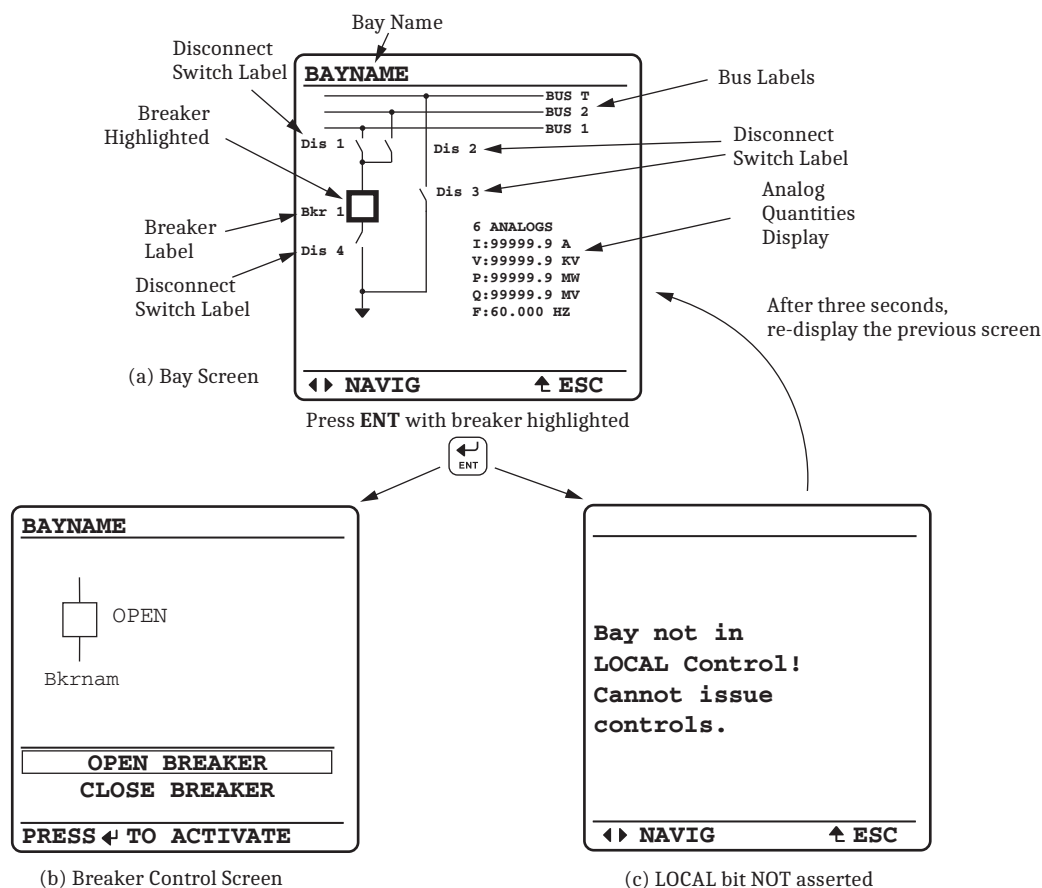 Bay Name
Disconnect
Switch Label
BAYNAME
Bus Labels
BUS T
BUS 2
BUS 1
Breaker
Highlighted
Dis 1
Dis 2
Disconnect
Switch Label
Dis 3
Analog
Quantities
Display
Bkr 1
Breaker
Label
6 ANALOGS
I:99999.9 A
V:99999.9 KV
P:99999.9 MW
Q:99999.9 MV
F:60.000 HZ
Dis 4
Disconnect
Switch Label
After three seconds,
re-display the previous screen
(a) Bay Screen
NAVIG ESC
Press ENT with breaker highlighted
ENT
BAYNAME
OPEN
Bkrnam
OPEN BREAKER
CLOSE BREAKER
PRESS TO ACTIVATE
(b) Breaker Control Screen
Bay not in
LOCAL Control!
Cannot issue
controls.
NAVIG ESC
(c) LOCAL bit NOT asserted